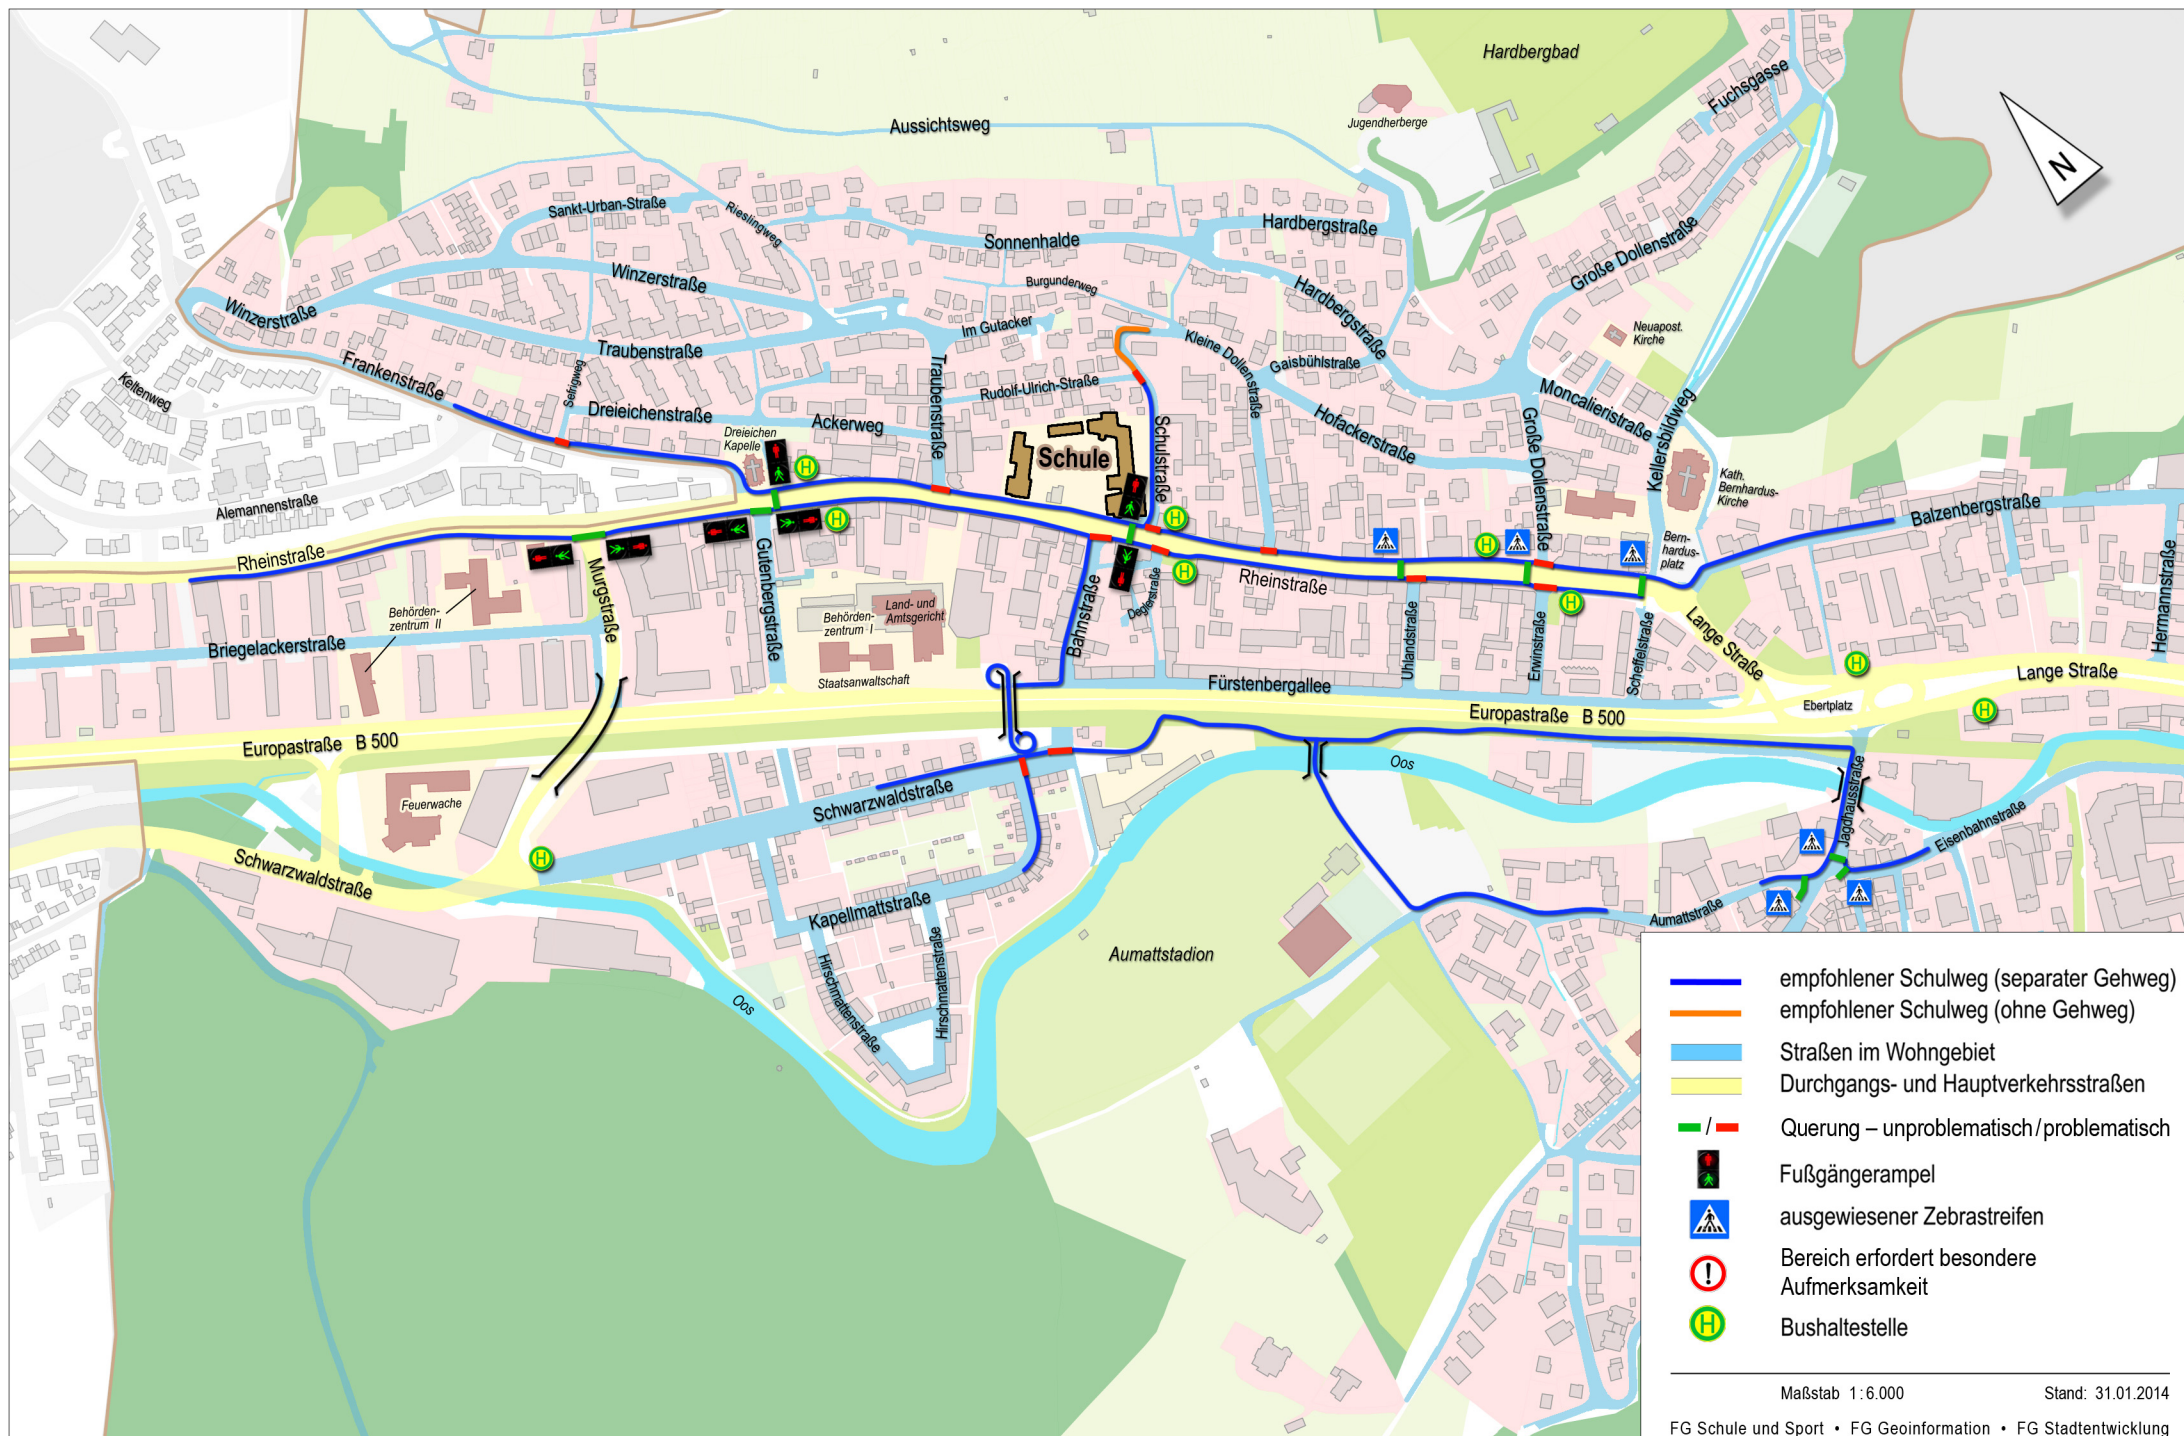 Hardbergbad
Fuchsgasse
Jugendherberge
Aussichtsweg
N
Sankt-Urban-Straße
Rieslingweg
Sonnenhalde
Hardbergstraße
Große Dollenstraße
Winzerstraße
Burgunderweg
Hardbergstraße
Winzerstraße
Im Gutacker
Neuapost.
Kirche
Traubenstraße
Kleine Dollenstraße
Gaisbühlstraße
Frankenstraße
Sefrigweg
Traubenstraße
Rudolf-Ulrich-Straße
Keltenweg
Dreieichenstraße
Ackerweg
Hofackerstraße
Moncalieristraße
Kellersbildweg
Dreieichen
Kapelle
Schule
Schulstraße
Große Dollenstraße
Kath.
Bernhardus-
Kirche
Alemannenstraße
Balzenbergstraße
H
H
H
H
H
H
Bern-
hardus-
platz
Rheinstraße
Murgstraße
Gutenbergstraße
Bahnstraße
Deglerstraße
Rheinstraße
Uhlandstraße
Erwinstraße
Scheffelstraße
Lange Straße
Hermannstraße
Behörden-
zentrum II
Behörden-
zentrum I
Land- und
Amtsgericht
Briegelackerstraße
Staatsanwaltschaft
Fürstenbergallee
Lange Straße
H
H
Ebertplatz
Europastraße B 500
Europastraße B 500
Oos
Feuerwache
Schwarzwaldstraße
Jagdhausstraße
Eisenbahnstraße
H
Schwarzwaldstraße
Kapellmattstraße
Aumattstraße
Hirschmattenstraße
Hirschmattenstraße
Aumattstadion
Oos
empfohlener Schulweg (separater Gehweg)
empfohlener Schulweg (ohne Gehweg)
Straßen im Wohngebiet
Durchgangs- und Hauptverkehrsstraßen
/ Querung – unproblematisch/problematisch
Fußgängerampel
ausgewiesener Zebrastreifen
! Bereich erfordert besondere
Aufmerksamkeit
H Bushaltestelle
Maßstab 1:6.000 Stand: 31.01.2014
FG Schule und Sport • FG Geoinformation • FG Stadtentwicklung